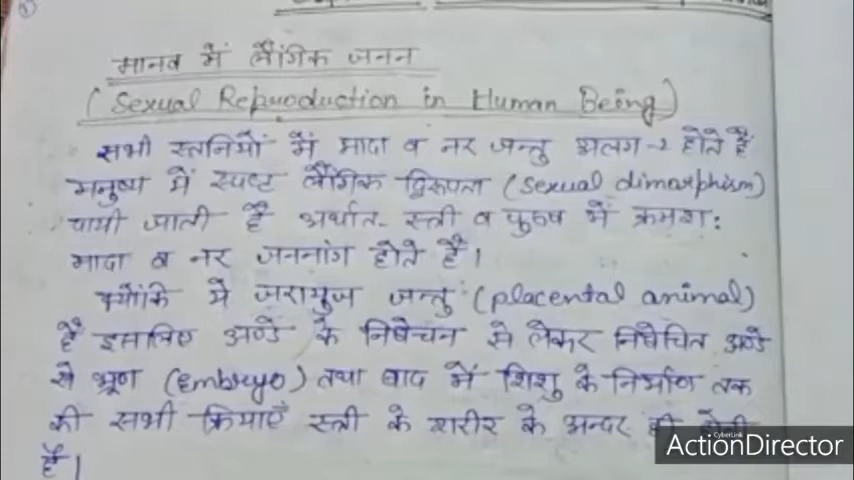 मानव में लैंगिक जनन
(Sexual Reproduction in Human Being)
सभी स्तनियों में मादा व नर जन्तु अलग-२ होते हैं
मनुष्य में स्पष्ट लैंगिक द्विरूपता (sexual dimorphism)
पायी जाती है अर्थात- स्त्री व पुरुष में क्रमशः
मादा व नर जननांग होते है।
क्योंकि ये जरायुज जन्तु (placental animal)
है इसलिए अण्डे के निषेचन से लेकर निषेचित अण्डे
से भ्रूण (Embryo) तथा बाद में शिशु के निर्माण तक
की सभी क्रियाएँ स्त्री के शरीर के अन्दर ही
है।
CyberLink
ActionDirector